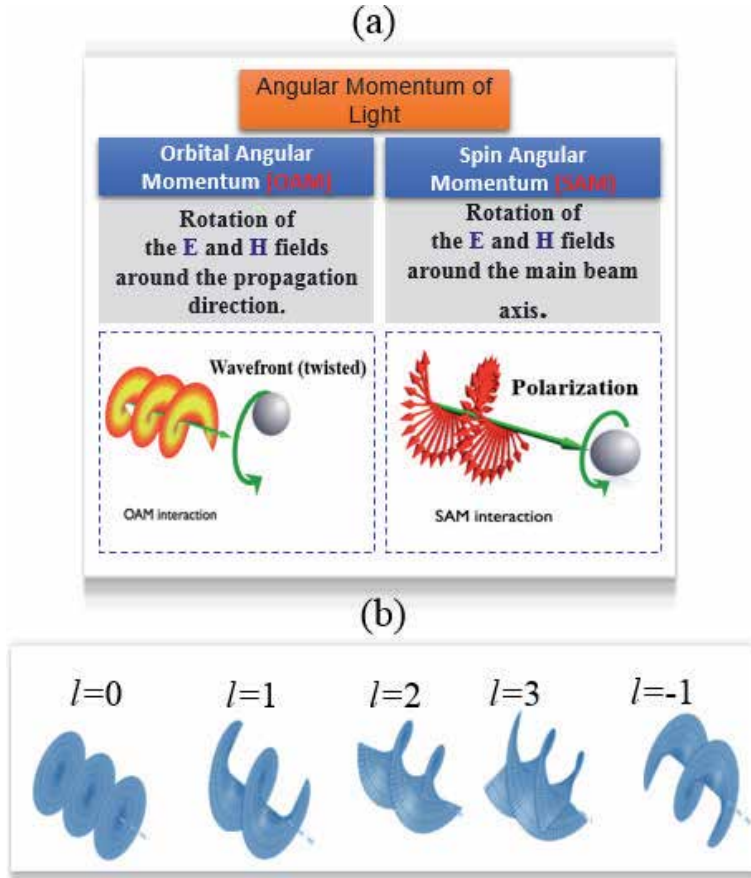 (a)
Angular Momentum of
Light
Orbital Angular
Momentum [OAM]
Rotation of
the E and H fields
around the propagation
direction.
Wavefront (twisted)
OAM interaction
Spin Angular
Momentum [SAM]
Rotation of
the E and H fields
around the main beam
axis.
Polarization
SAM interaction
(b)
l=0
l=1
l=2
l=3
l=-1